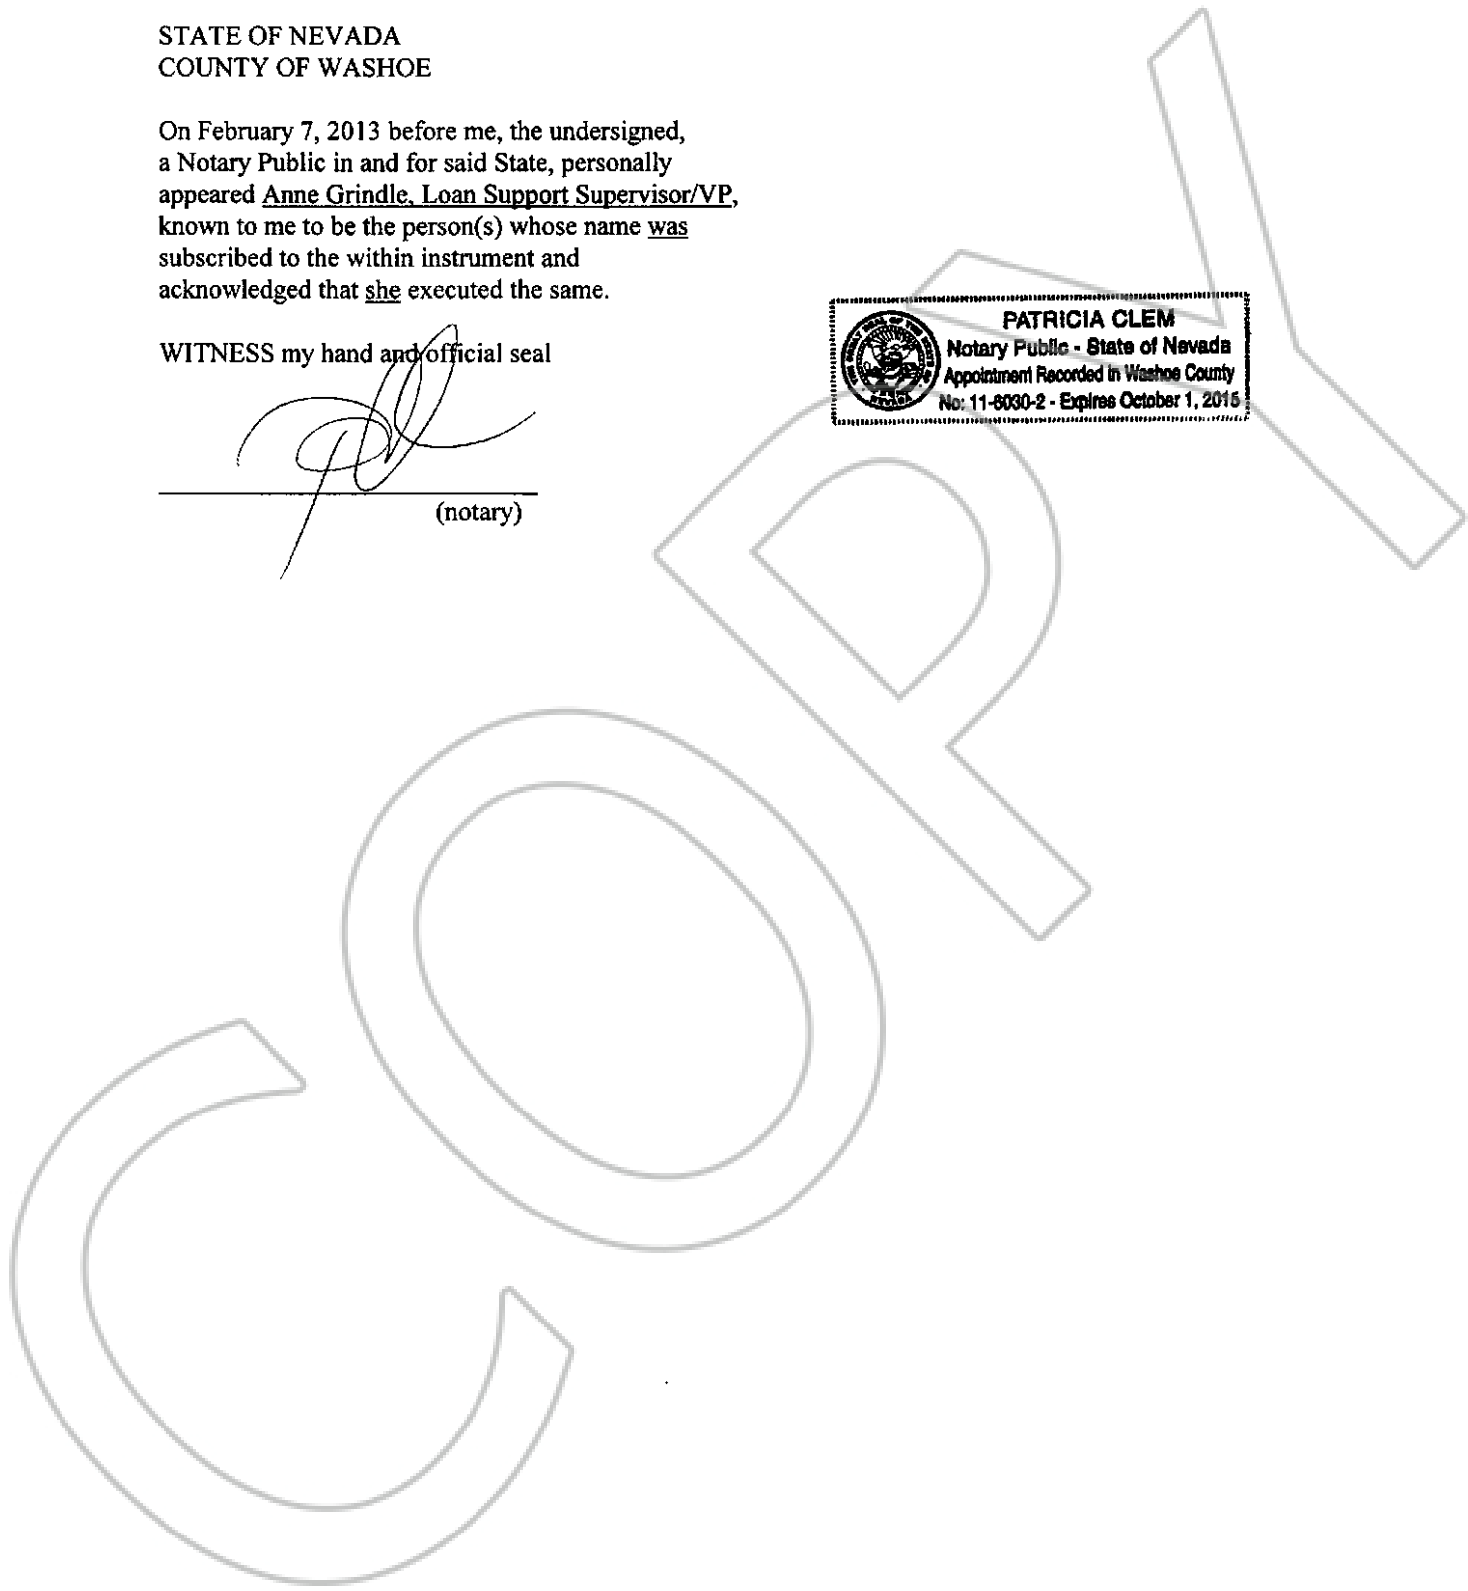 STATE OF NEVADA
COUNTY OF WASHOE
On February 7, 2013 before me, the undersigned,
a Notary Public in and for said State, personally
appeared Anne Grindle, Loan Support Supervisor/VP,
known to me to be the person(s) whose name was
subscribed to the within instrument and
acknowledged that she executed the same.
WITNESS my hand and official seal
(notary)
PATRICIA CLEM
Notary Public - State of Nevada
Appointment Recorded in Washoe County
No: 11-6030-2 - Expires October 1, 2015
COPY